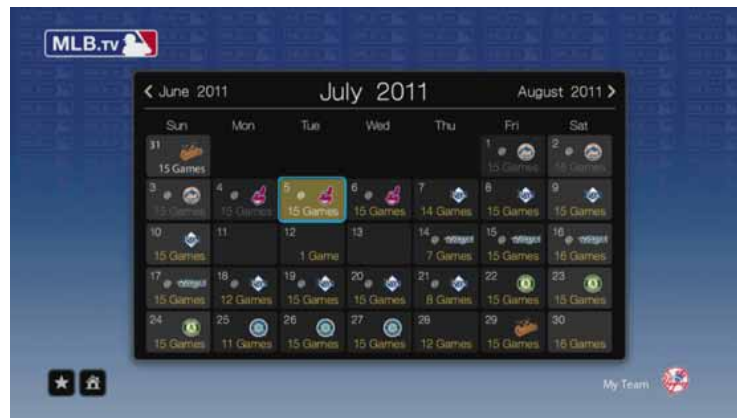 MLB.TV
June 2011 July 2011 August 2011
Sun Mon Tue Wed Thu Fri Sat
31 1 2
15 Games 15 Games 16 Games
3 4 5 6 7 8 9
15 Games 15 Games 15 Games 15 Games 14 Games 15 Games 15 Games
10 11 12 13 14 15 16
15 Games 1 Game 7 Games 15 Games 16 Games
17 18 19 20 21 22 23
15 Games 12 Games 15 Games 15 Games 8 Games 15 Games 15 Games
24 25 26 27 28 29 30
15 Games 11 Games 15 Games 15 Games 12 Games 15 Games 16 Games
My Team